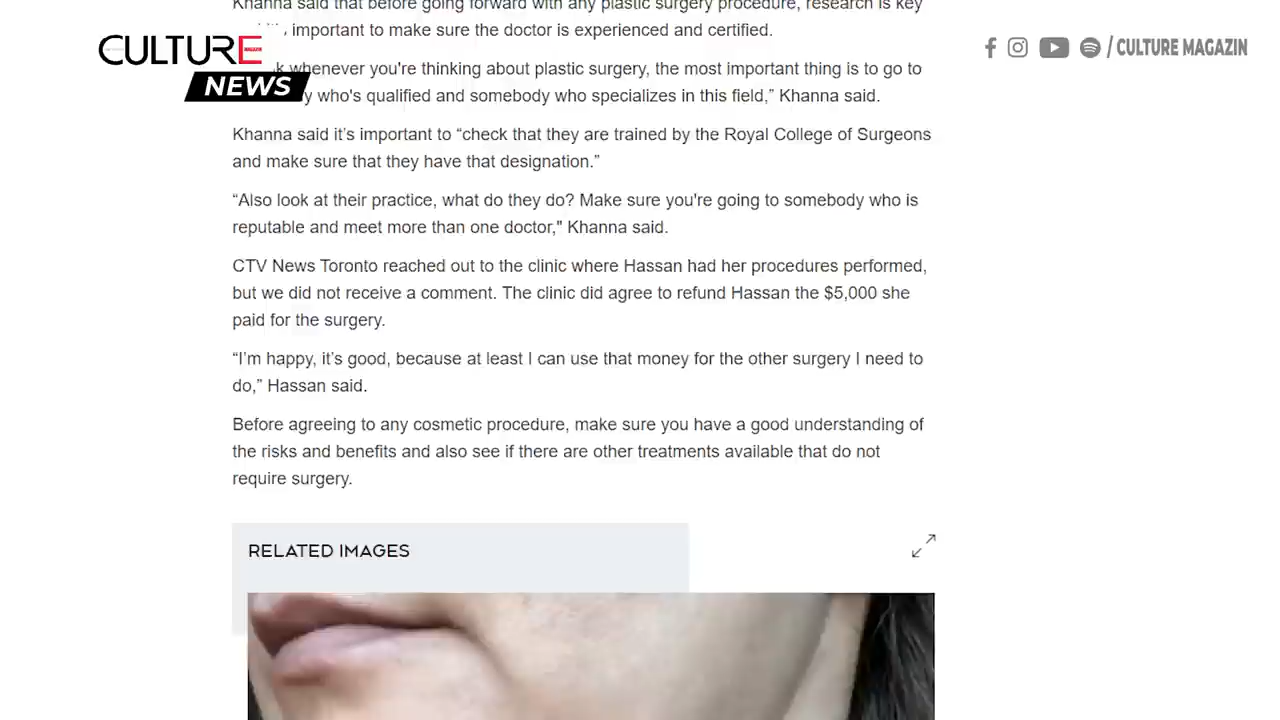 Khanna said that before going forward with any plastic surgery procedure, research is key
important to make sure the doctor is experienced and certified.
CULTURE
NEWS
/ CULTURE MAGAZIN
whenever you're thinking about plastic surgery, the most important thing is to go to
who's qualified and somebody who specializes in this field,” Khanna said.
Khanna said it’s important to “check that they are trained by the Royal College of Surgeons
and make sure that they have that designation.”
“Also look at their practice, what do they do? Make sure you're going to somebody who is
reputable and meet more than one doctor," Khanna said.
CTV News Toronto reached out to the clinic where Hassan had her procedures performed,
but we did not receive a comment. The clinic did agree to refund Hassan the $5,000 she
paid for the surgery.
“I’m happy, it’s good, because at least I can use that money for the other surgery I need to
do,” Hassan said.
Before agreeing to any cosmetic procedure, make sure you have a good understanding of
the risks and benefits and also see if there are other treatments available that do not
require surgery.
RELATED IMAGES